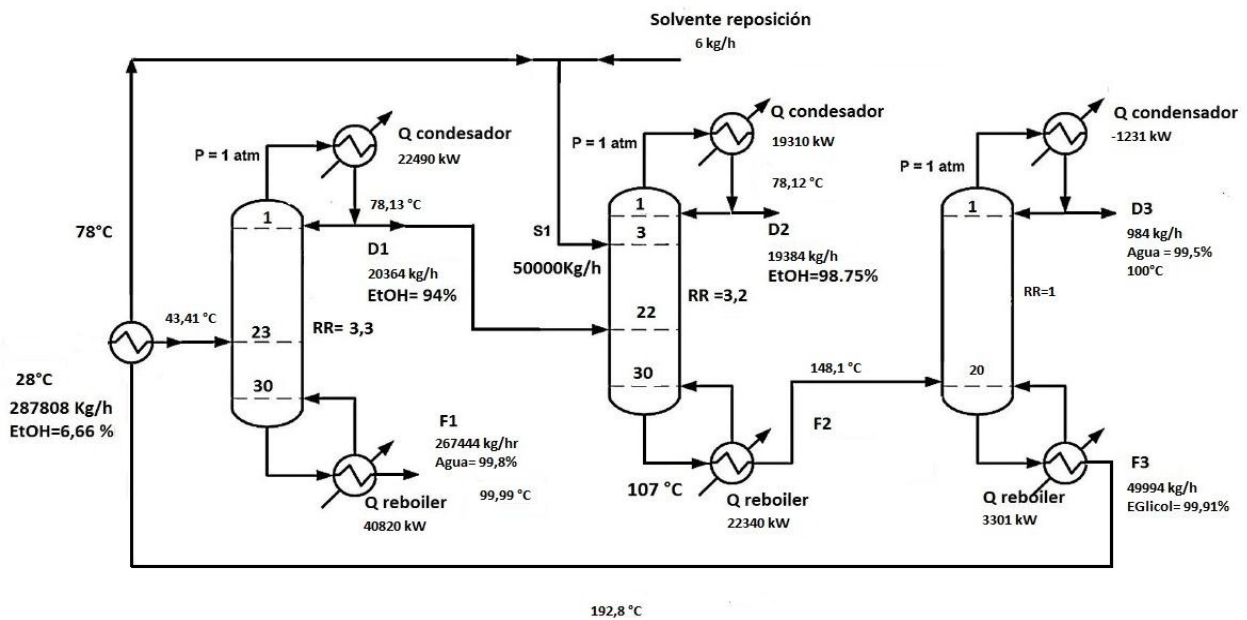 Solvente reposición
6 kg/h
Q condesador
22490 kW
P = 1 atm
78,13 °C
1
D1
20364 kg/h
EtOH= 94%
78°C
43,41 °C
23
RR= 3,3
30
28°C
287808 Kg/h
EtOH=6,66 %
F1
267444 kg/hr
Agua= 99,8%
99,99 °C
Q reboiler
40820 kW
Q condesador
19310 kW
P = 1 atm
78,12 °C
1
3
S1
50000Kg/h
D2
19384 kg/h
EtOH=98.75%
RR =3,2
22
30
148,1 °C
F2
107 °C
Q reboiler
22340 kW
Q condensador
-1231 kW
P = 1 atm
1
D3
984 kg/h
Agua = 99,5%
100°C
RR=1
20
F3
49994 kg/h
EGlicol= 99,91%
Q reboiler
3301 kW
192,8 °C